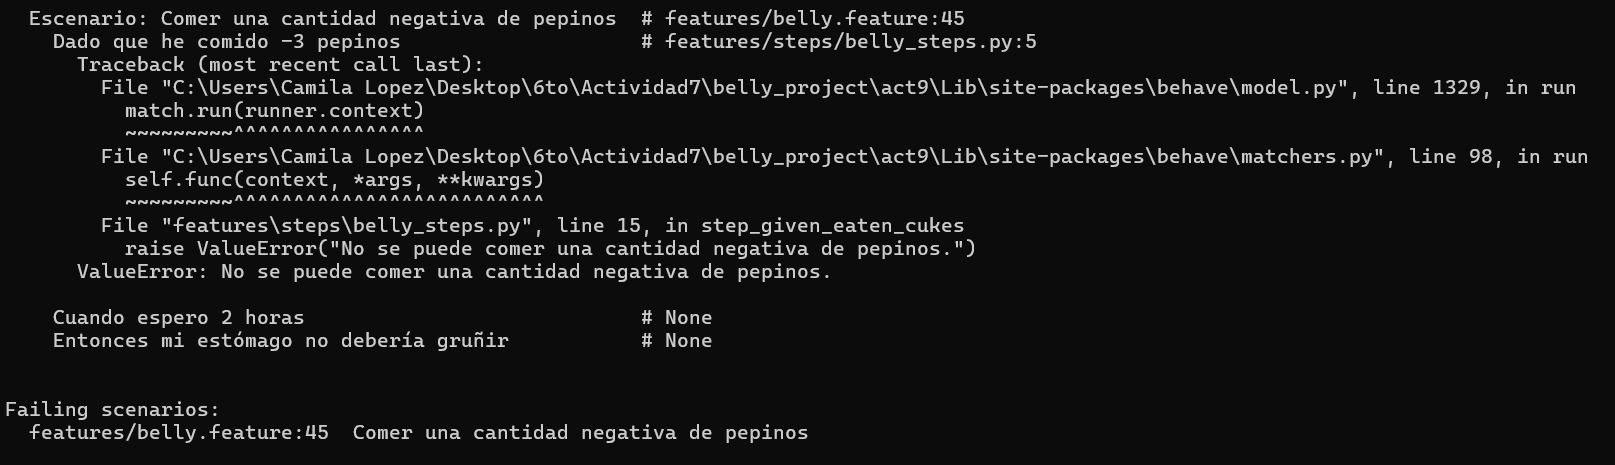 Escenario: Comer una cantidad negativa de pepinos  # features/belly.feature:45
Dado que he comido -3 pepinos                    # features/steps/belly_steps.py:5
Traceback (most recent call last):
File "C:\Users\Camila Lopez\Desktop\6to\Actividad7\belly_project\act9\Lib\site-packages\behave\model.py", line 1329, in run
match.run(runner.context)
~~~~~~~~~^^^^^^^^^^^^^^^^
File "C:\Users\Camila Lopez\Desktop\6to\Actividad7\belly_project\act9\Lib\site-packages\behave\matchers.py", line 98, in run
self.func(context, *args, **kwargs)
~~~~~~~~~^^^^^^^^^^^^^^^^^^^^^^^^^^
File "features\steps\belly_steps.py", line 15, in step_given_eaten_cukes
raise ValueError("No se puede comer una cantidad negativa de pepinos.")
ValueError: No se puede comer una cantidad negativa de pepinos.
Cuando espero 2 horas                            # None
Entonces mi estómago no debería gruñir           # None
Failing scenarios:
features/belly.feature:45  Comer una cantidad negativa de pepinos